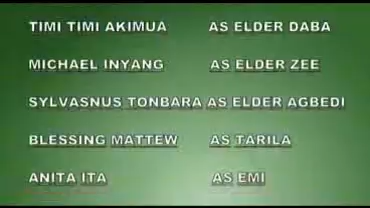 TIMI TIMI AKIMUA AS ELDER DABA
MICHAEL INYANG AS ELDER ZEE
SYLVASNUS TONBARA AS ELDER AGBEDI
BLESSING MATTEW AS TARILA
ANITA ITA AS EMI